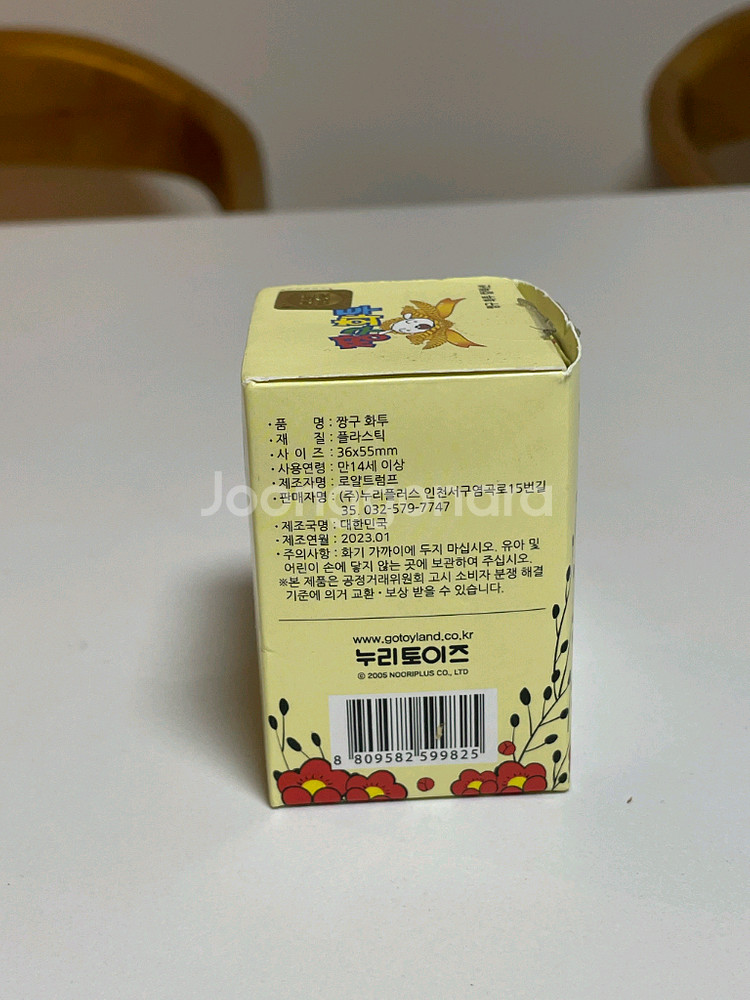 짱구 화투
· 품 명 : 짱구 화투
· 재 질 : 플라스틱
· 사 이 즈 : 36x55mm
· 사용연령 : 만14세 이상
· 제조자명 : 로얄트럼프
· 판매자명 : (주)누리플러스 인천서구염곡로15번길
35. 032-579-7747
· 제조국명 : 대한민국
· 제조연월 : 2023.01
· 주의사항 : 화기 가까이에 두지 마십시오. 유아 및
어린이 손에 닿지 않는 곳에 보관하여 주십시오.
※본 제품은 공정거래위원회 고시 소비자 분쟁 해결
기준에 의거 교환 · 보상 받을 수 있습니다.
Joonggonara
www.gotoyland.co.kr
누리토이즈
© 2005 NOORIPLUS CO., LTD
8 809582 599825